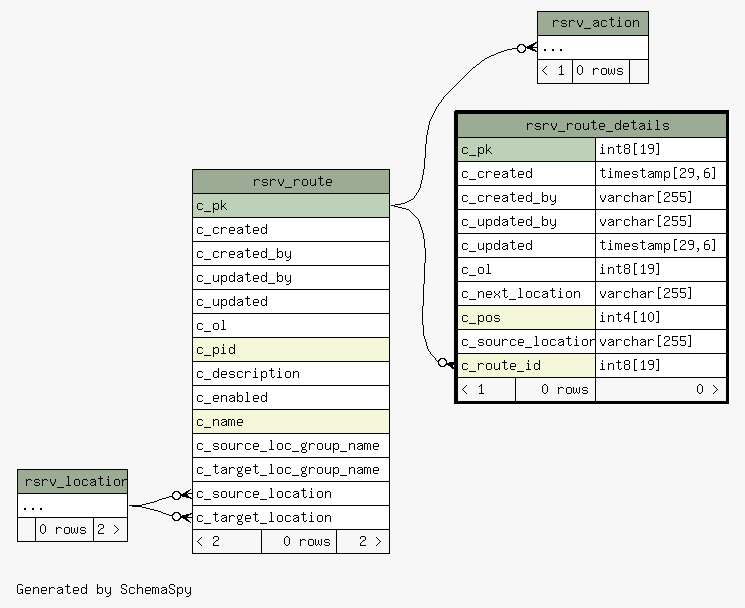 rsrv_action
...
< 1 0 rows
rsrv_route_details
c_pk int8[19]
c_created timestamp[29,6]
c_created_by varchar[255]
c_updated_by varchar[255]
c_updated timestamp[29,6]
c_ol int8[19]
c_next_location varchar[255]
c_pos int4[10]
c_source_location varchar[255]
c_route_id int8[19]
< 1 0 rows 0 >
rsrv_route
c_pk
c_created
c_created_by
c_updated_by
c_updated
c_ol
c_pid
c_description
c_enabled
c_name
c_source_loc_group_name
c_target_loc_group_name
c_source_location
c_target_location
< 2 0 rows 2 >
rsrv_location
...
0 rows 2 >
Generated by SchemaSpy